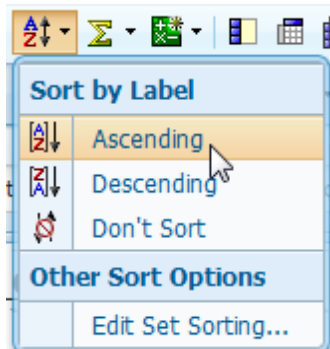 Sort by Label
Ascending
Descending
Don't Sort
Other Sort Options
Edit Set Sorting...